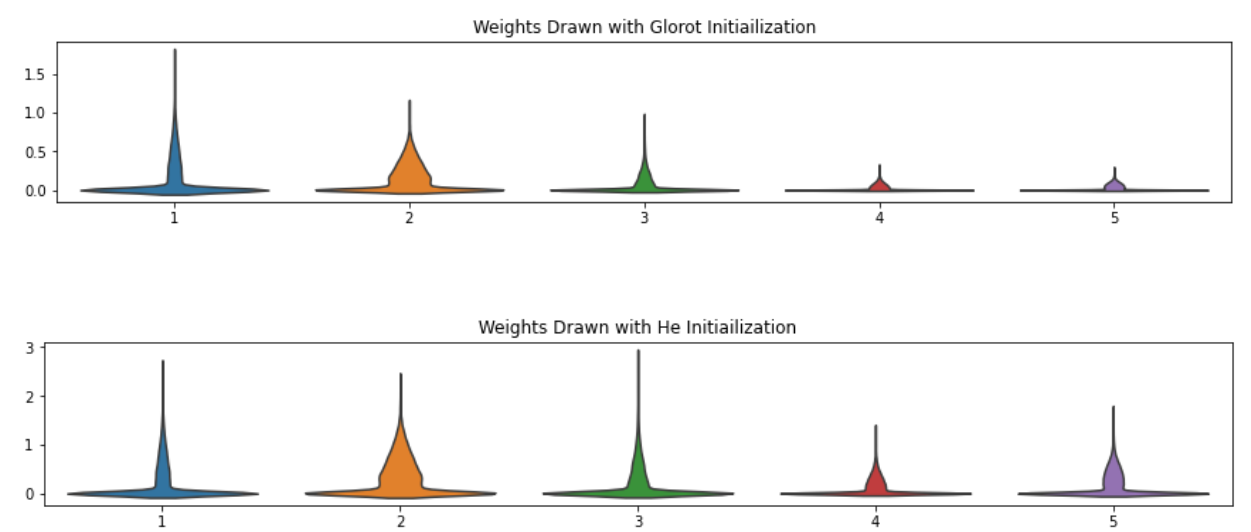 Weights Drawn with Glorot Initiailization
1.5
1.0
0.5
0.0
1 2 3 4 5
Weights Drawn with He Initiailization
3
2
1
0
1 2 3 4 5